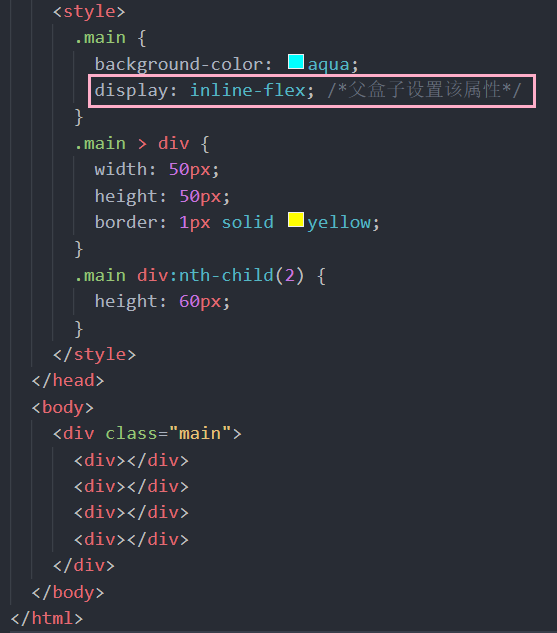 <style>
.main {
background-color: aqua;
display: inline-flex; /*父盒子设置该属性*/
}
.main > div {
width: 50px;
height: 50px;
border: 1px solid yellow;
}
.main div:nth-child(2) {
height: 60px;
}
</style>
</head>
<body>
<div class="main">
<div></div>
<div></div>
<div></div>
<div></div>
</div>
</body>
</html>